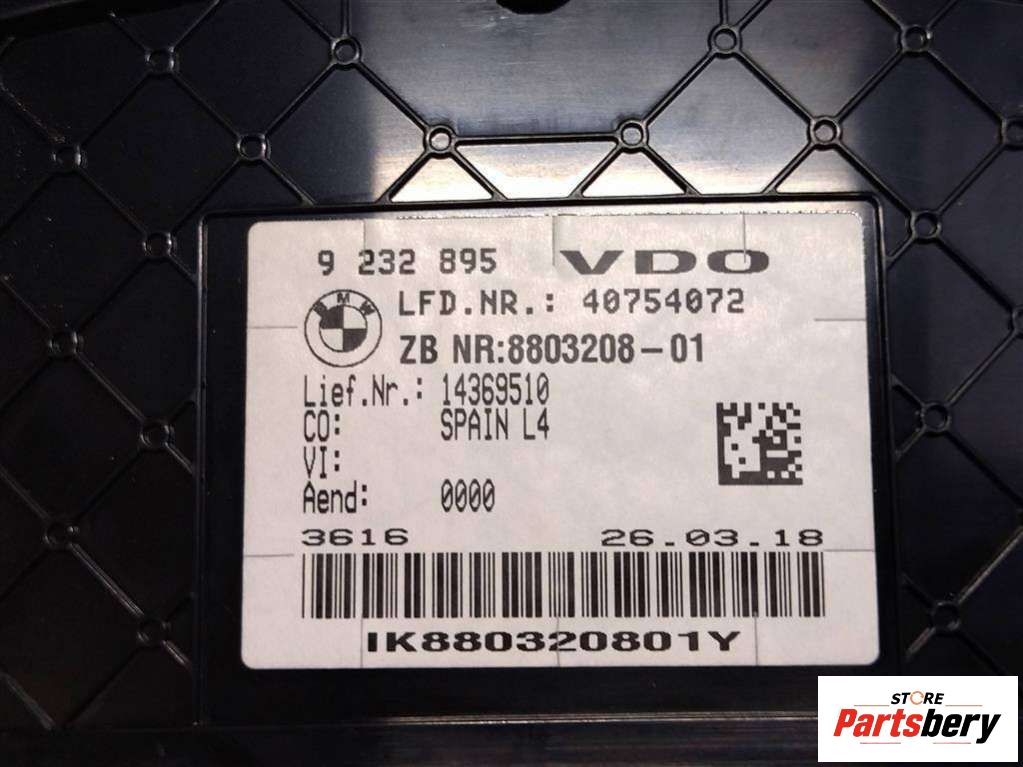 9 232 895 VDO
BMW
LFD.NR.: 40754072
ZB NR:8803208-01
Lief.Nr.: 14369510
CO: SPAIN L4
VI:
Aend: 0000
3616 26.03.18
IK880320801Y
STORE
Partsbery